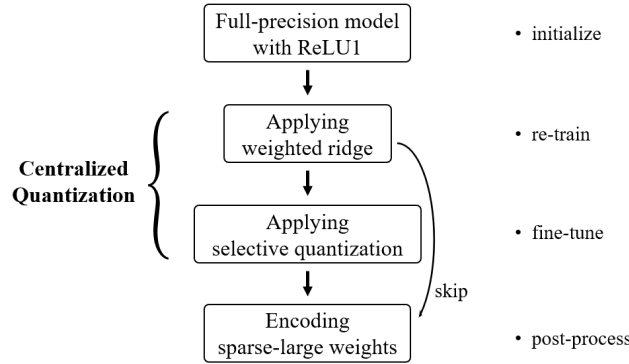 Full-precision model
with ReLU1
• initialize
Applying
weighted ridge
• re-train
Centralized
Quantization
Applying
selective quantization
• fine-tune
skip
Encoding
sparse-large weights
• post-process